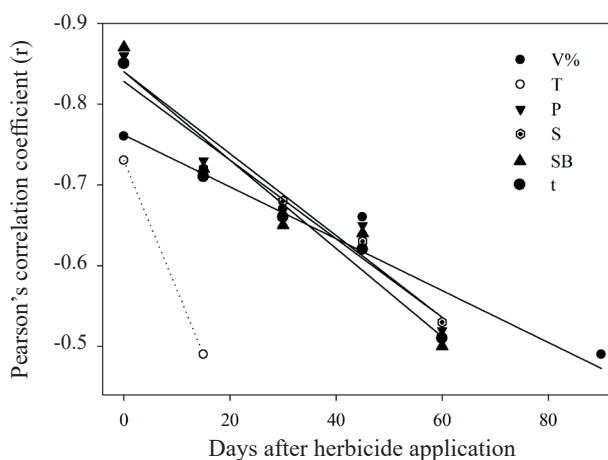 Pearson's correlation coefficient (r)
-0.9
-0.8
-0.7
-0.6
-0.5
V%
T
P
S
SB
t
0 20 40 60 80
Days after herbicide application